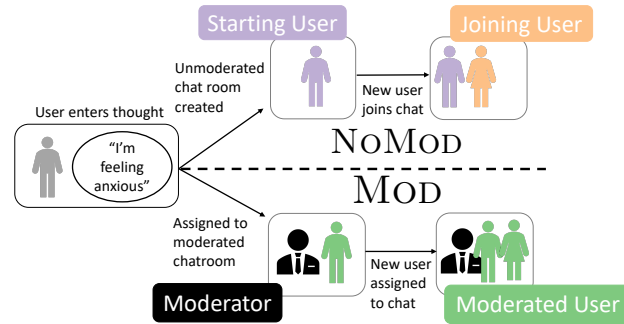 Starting User
Joining User
Unmoderated
chat room
created
New user
joins chat
User enters thought
"I'm
feeling
anxious"
NOMOD
MOD
Assigned to
moderated
chatroom
New user
assigned
to chat
Moderator
Moderated User